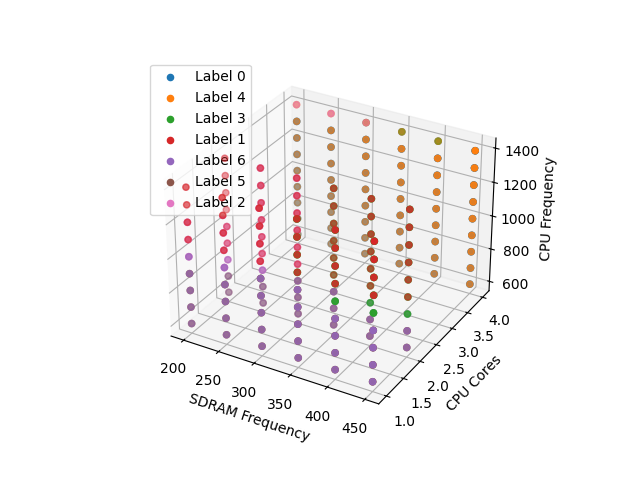 Label 0
Label 4
Label 3
Label 1
Label 6
Label 5
Label 2
1400
1200
1000
800
600
CPU Frequency
4.0
3.5
3.0
2.5
2.0
1.5
1.0
CPU Cores
200
250
300
350
400
450
SDRAM Frequency